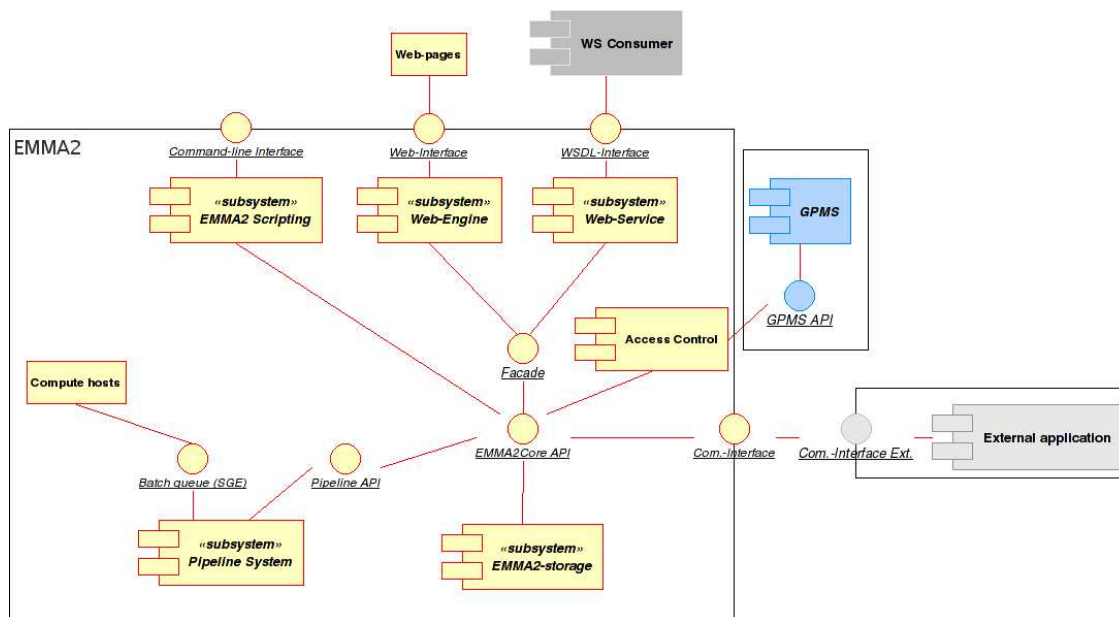 WS Consumer
Web-pages
EMMA2
Command-line Interface
Web-Interface
WSDL-Interface
«subsystem»
EMMA2 Scripting
«subsystem»
Web-Engine
«subsystem»
Web-Service
GPMS
GPMS API
Access Control
Facade
Compute hosts
EMMA2Core API
Com.-Interface
Com.-Interface Ext.
External application
Batch queue (SGE)
Pipeline API
«subsystem»
Pipeline System
«subsystem»
EMMA2-storage